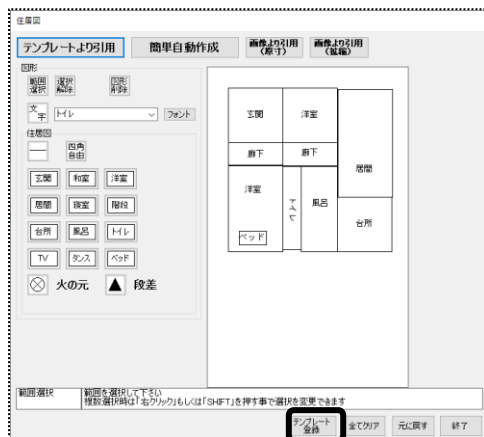 住居図
テンプレートより引用
簡単自動作成
画像より引用
(原寸)
画像より引用
(拡縮)
図形
範囲
選択
選択
解除
図形
削除
文
字
トイレ
フォント
住居図
四角
自由
玄関
和室
洋室
居間
寝室
階段
台所
風呂
トイレ
TV
タンス
ベッド
火の元
段差
玄関
洋室
居間
廊下
廊下
洋室
トイレ
風呂
台所
ベッド
範囲選択
範囲を選択して下さい
複数選択時は「右クリック」もしくは「SHIFT」を押す事で選択を変更できます
テンプレート
登録
全てクリア
元に戻す
終了